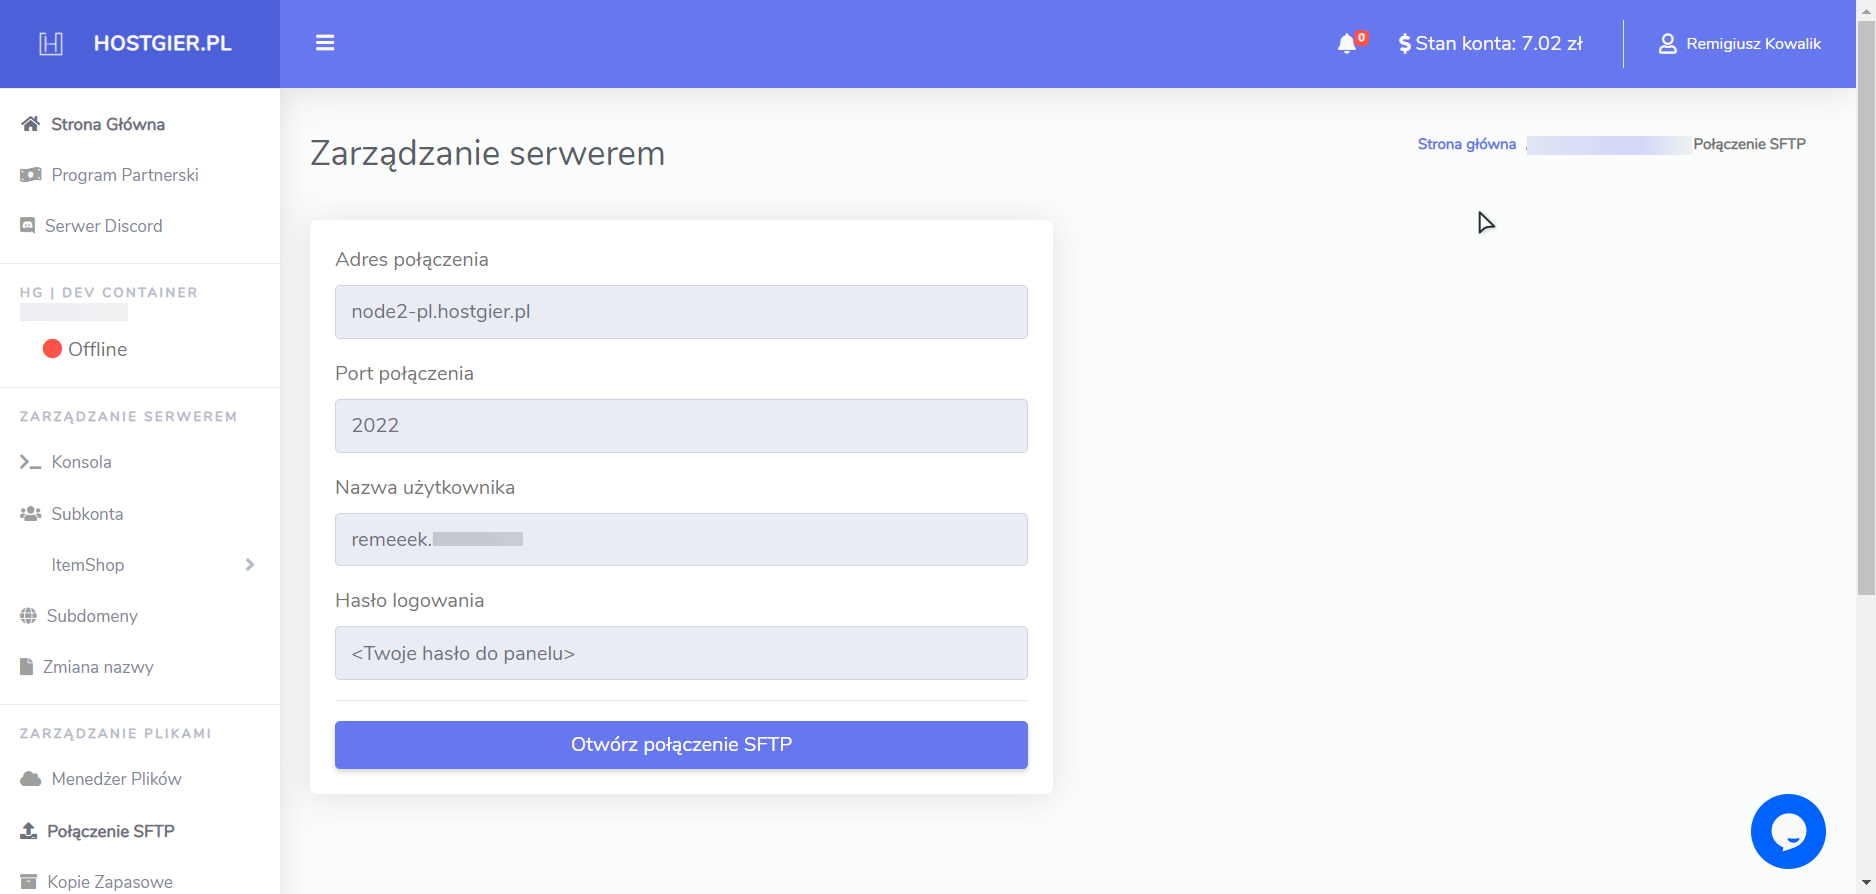 HOSTGIER.PL
0
Stan konta: 7.02 zł
Remigiusz Kowalik
Strona Główna
Program Partnerski
Serwer Discord
HG | DEV CONTAINER
Offline
ZARZĄDZANIE SERWEREM
Konsola
Subkonta
ItemShop
Subdomeny
Zmiana nazwy
ZARZĄDZANIE PLIKAMI
Menedżer Plików
Połączenie SFTP
Kopie Zapasowe
Zarządzanie serwerem
Strona główna
Połączenie SFTP
Adres połączenia
node2-pl.hostgier.pl
Port połączenia
2022
Nazwa użytkownika
remeeek.
Hasło logowania
<Twoje hasło do panelu>
Otwórz połączenie SFTP